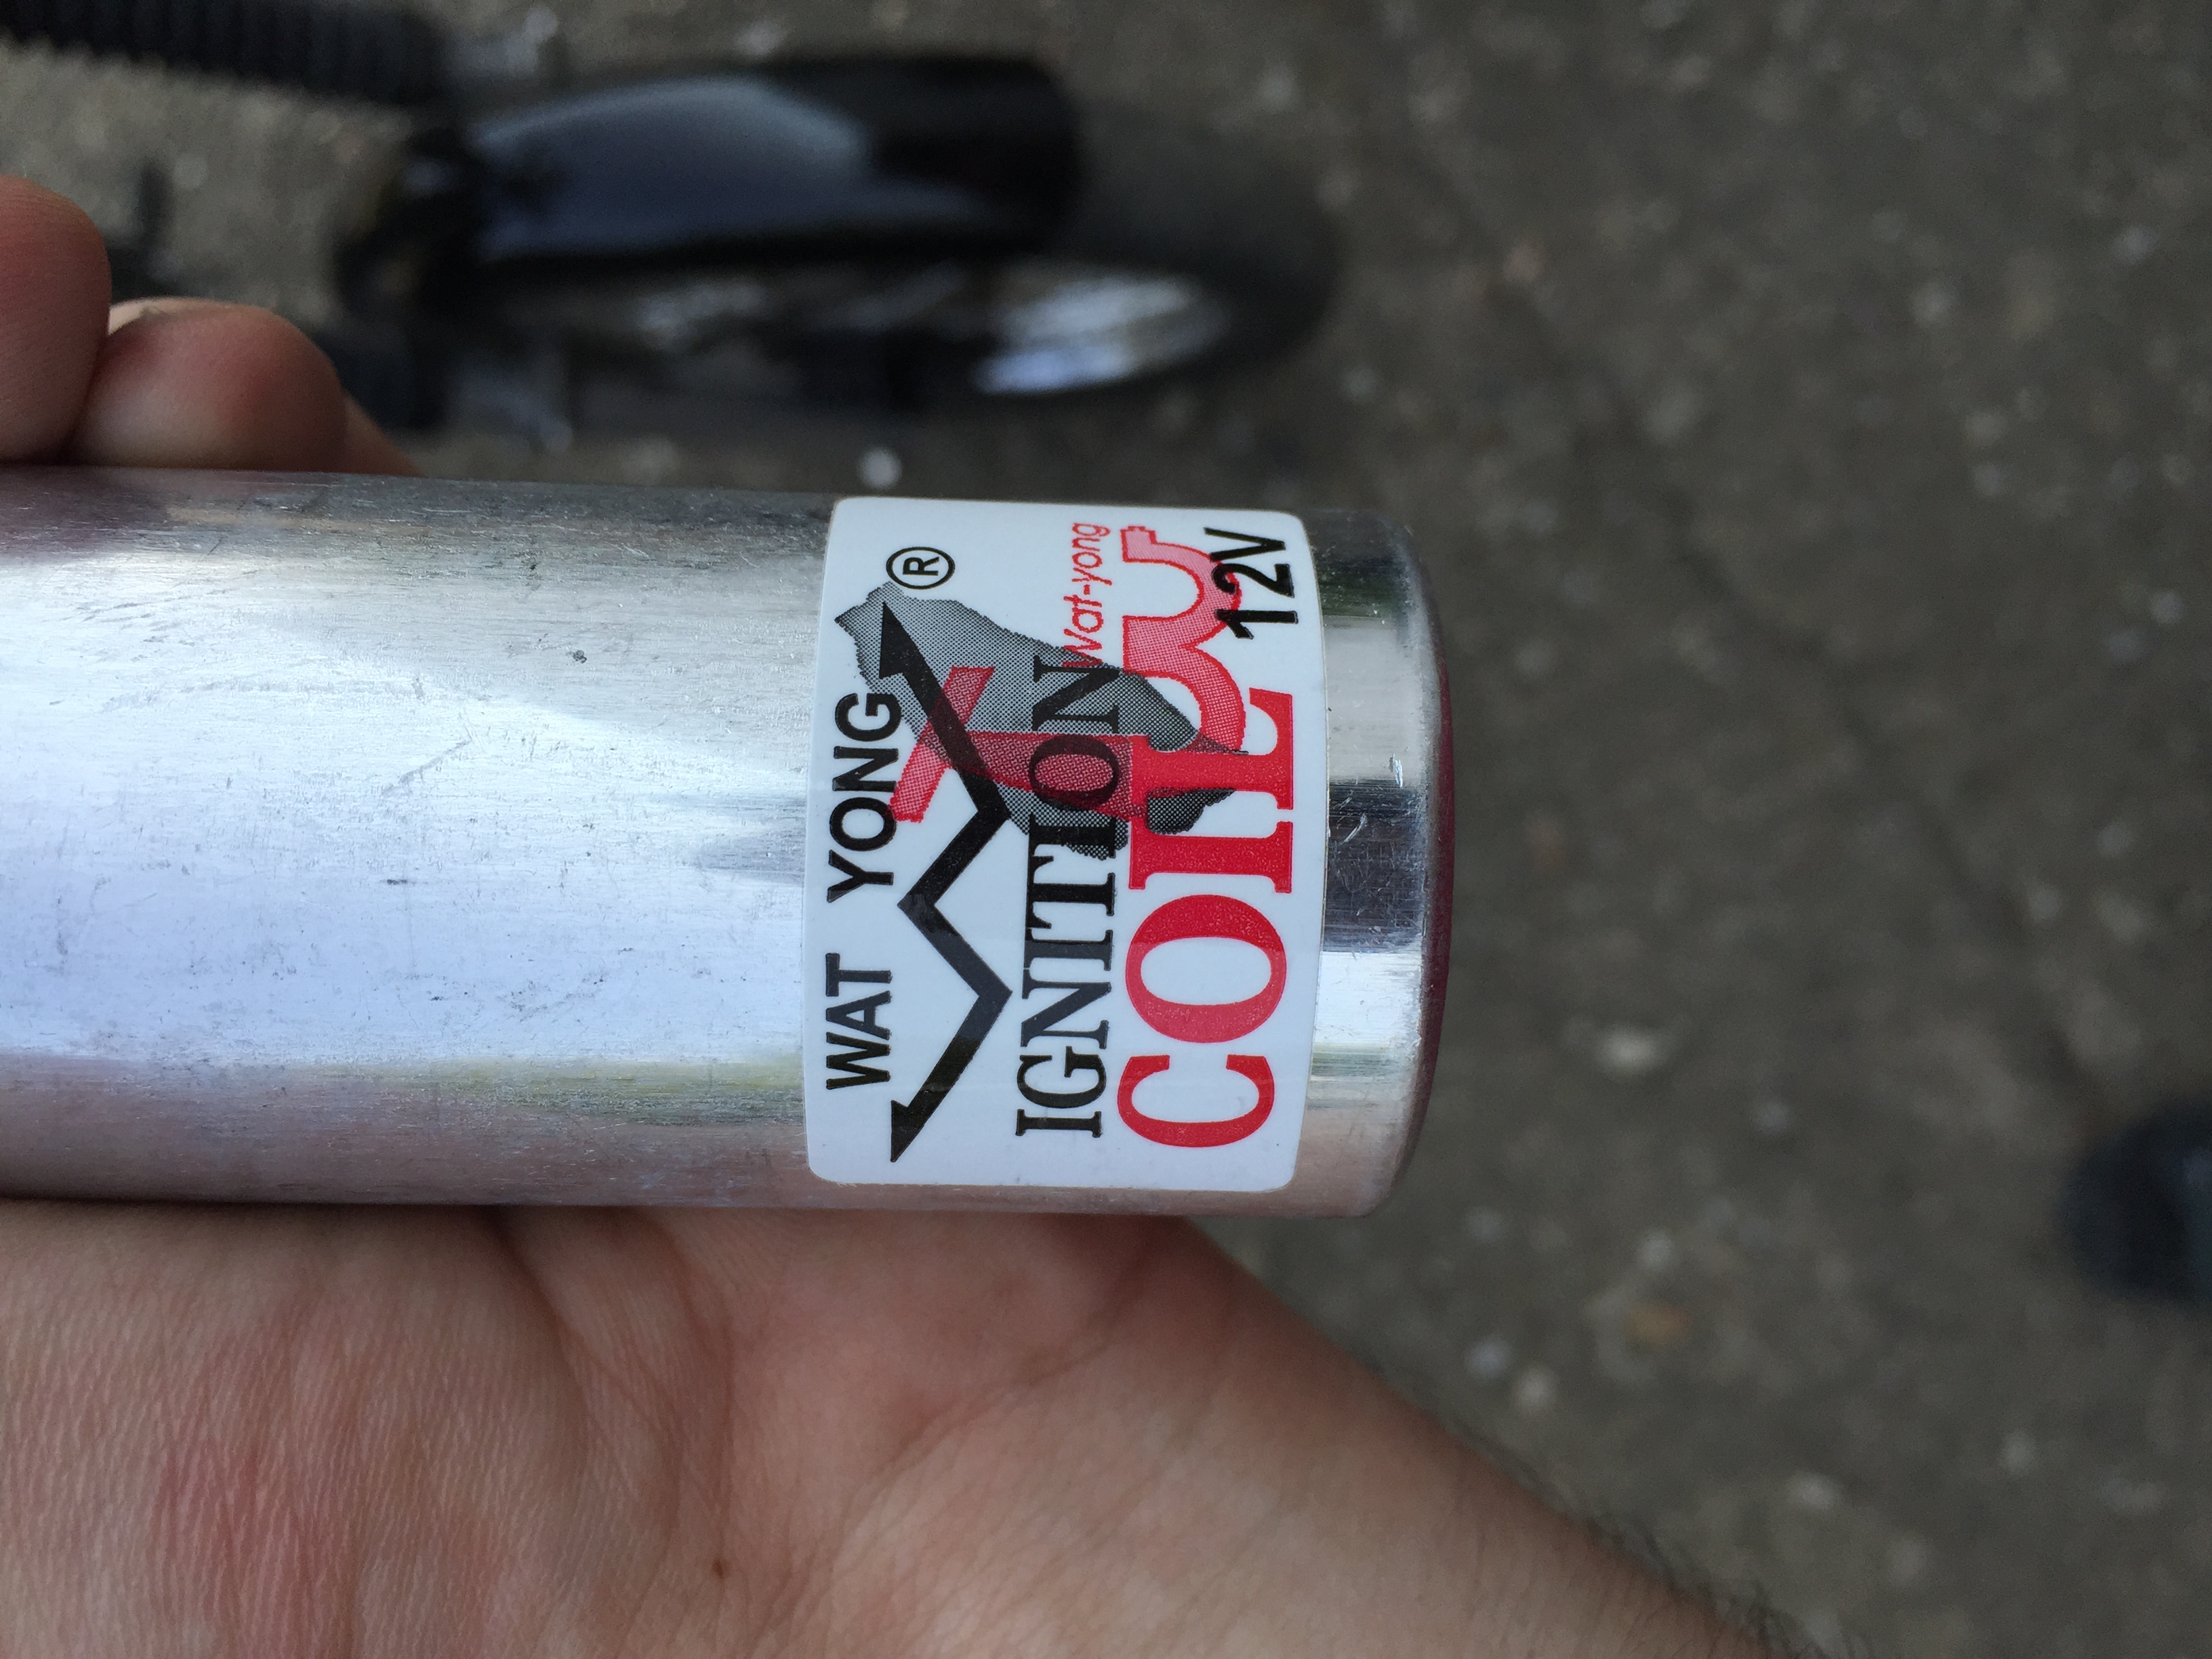 WAT YONG ®
IGNITION
Wat-yong
COIL
12V